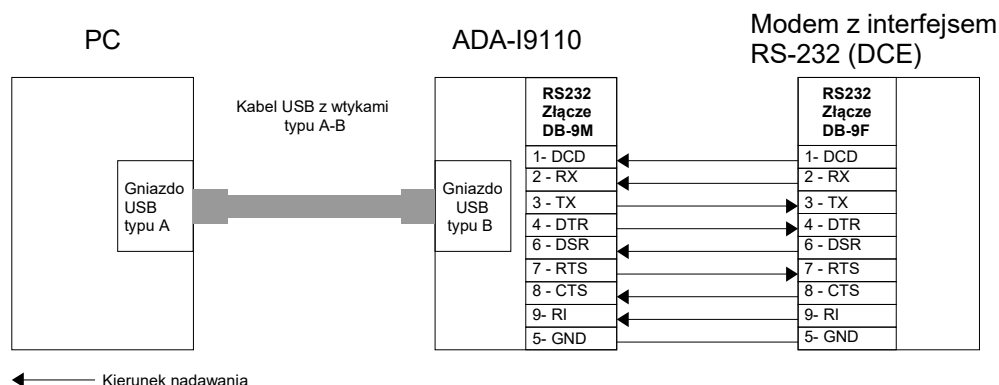 PC
ADA-I9110
Modem z interfejsem
RS-232 (DCE)
Kabel USB z wtykami
typu A-B
Gniazdo
USB
typu A
Gniazdo
USB
typu B
RS232
Złącze
DB-9M
1- DCD
2 - RX
3 - TX
4 - DTR
6 - DSR
7 - RTS
8 - CTS
9- RI
5- GND
RS232
Złącze
DB-9F
1- DCD
2 - RX
3 - TX
4 - DTR
6 - DSR
7 - RTS
8 - CTS
9- RI
5- GND
Kierunek nadawania